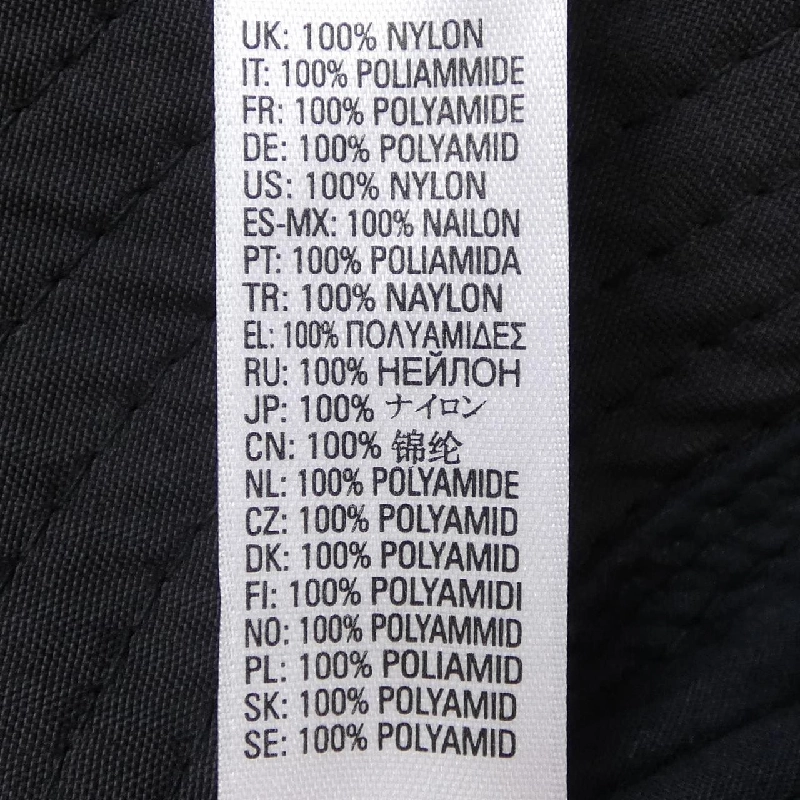 UK: 100% NYLON
IT: 100% POLIAMMIDE
FR: 100% POLYAMIDE
DE: 100% POLYAMID
US: 100% NYLON
ES-MX: 100% NAILON
PT: 100% POLIAMIDA
TR: 100% NAYLON
EL: 100% ΠΟΛΥΑΜΙΔΕΣ
RU: 100% НЕЙЛОН
JP: 100% ナイロン
CN: 100% 锦纶
NL: 100% POLYAMIDE
CZ: 100% POLYAMID
DK: 100% POLYAMID
FI: 100% POLYAMIDI
NO: 100% POLYAMMID
PL: 100% POLIAMID
SK: 100% POLYAMID
SE: 100% POLYAMID